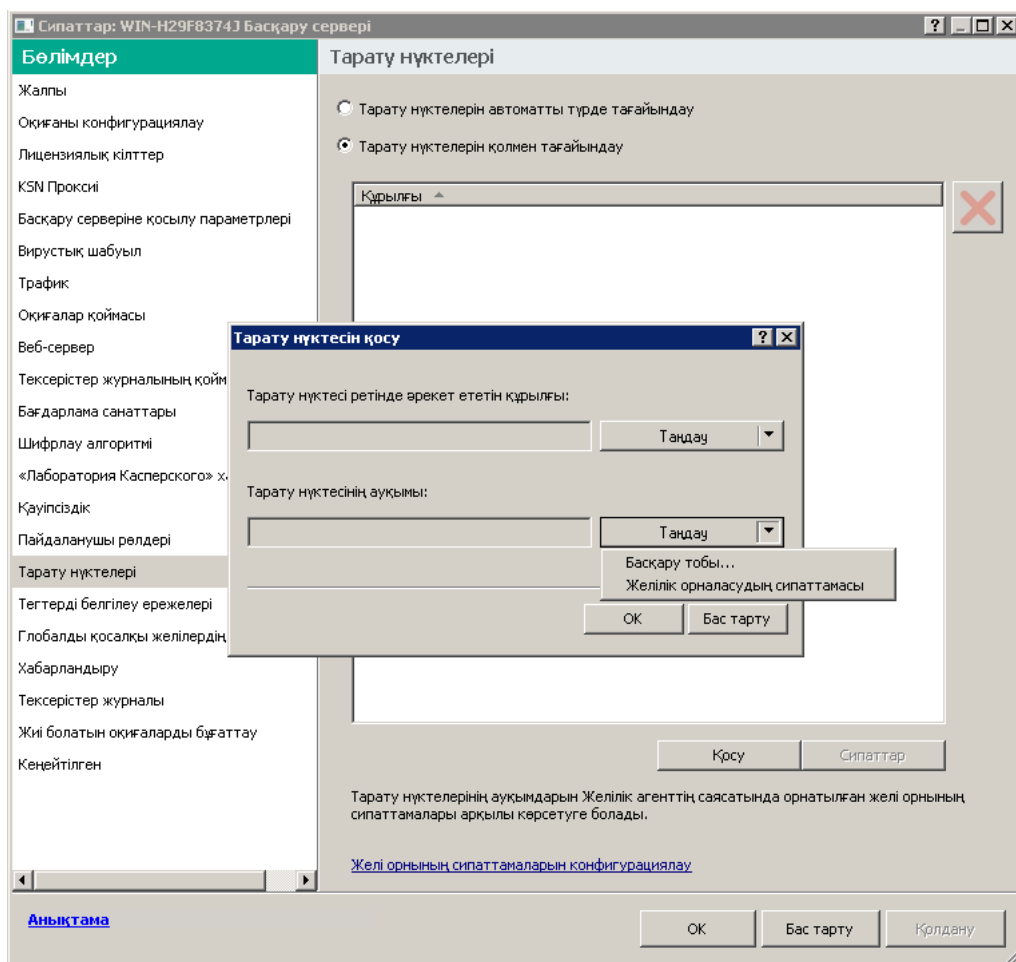 Сипаттар: WIN-H29F8374J Басқару сервері
Бөлімдер
Жалпы
Оқиғаны конфигурациялау
Лицензиялық кілттер
KSN Проксиі
Басқару серверіне қосылу параметрлері
Вирустық шабуыл
Трафик
Оқиғалар қоймасы
Веб-сервер
Тексерістер журналының қойм
Бағдарлама санаттары
Шифрлау алгоритмі
«Лаборатория Касперского» х
Қауіпсіздік
Пайдаланушы рөлдері
Тарату нүктелері
Тегтерді белгілеу ережелері
Глобалды қосалқы желілердің
Хабарландыру
Тексерістер журналы
Жиі болатын оқиғаларды бұғаттау
Кеңейтілген
Тарату нүктелері
Тарату нүктелерін автоматты түрде тағайындау
Тарату нүктелерін қолмен тағайындау
Құрылғы
Тарату нүктесін қосу
Тарату нүктесі ретінде әрекет ететін құрылғы:
Таңдау
Тарату нүктесінің ауқымы:
Таңдау
Басқару тобы...
Желілік орналасудың сипаттамасы
OK
Бас тарту
Қосу
Сипаттар
Тарату нүктелерінің ауқымдарын Желілік агенттің саясатында орнатылған желі орнының
сипаттамалары арқылы көрсетуге болады.
Желі орнының сипаттамаларын конфигурациялау
Анықтама
OK
Бас тарту
Қолдану